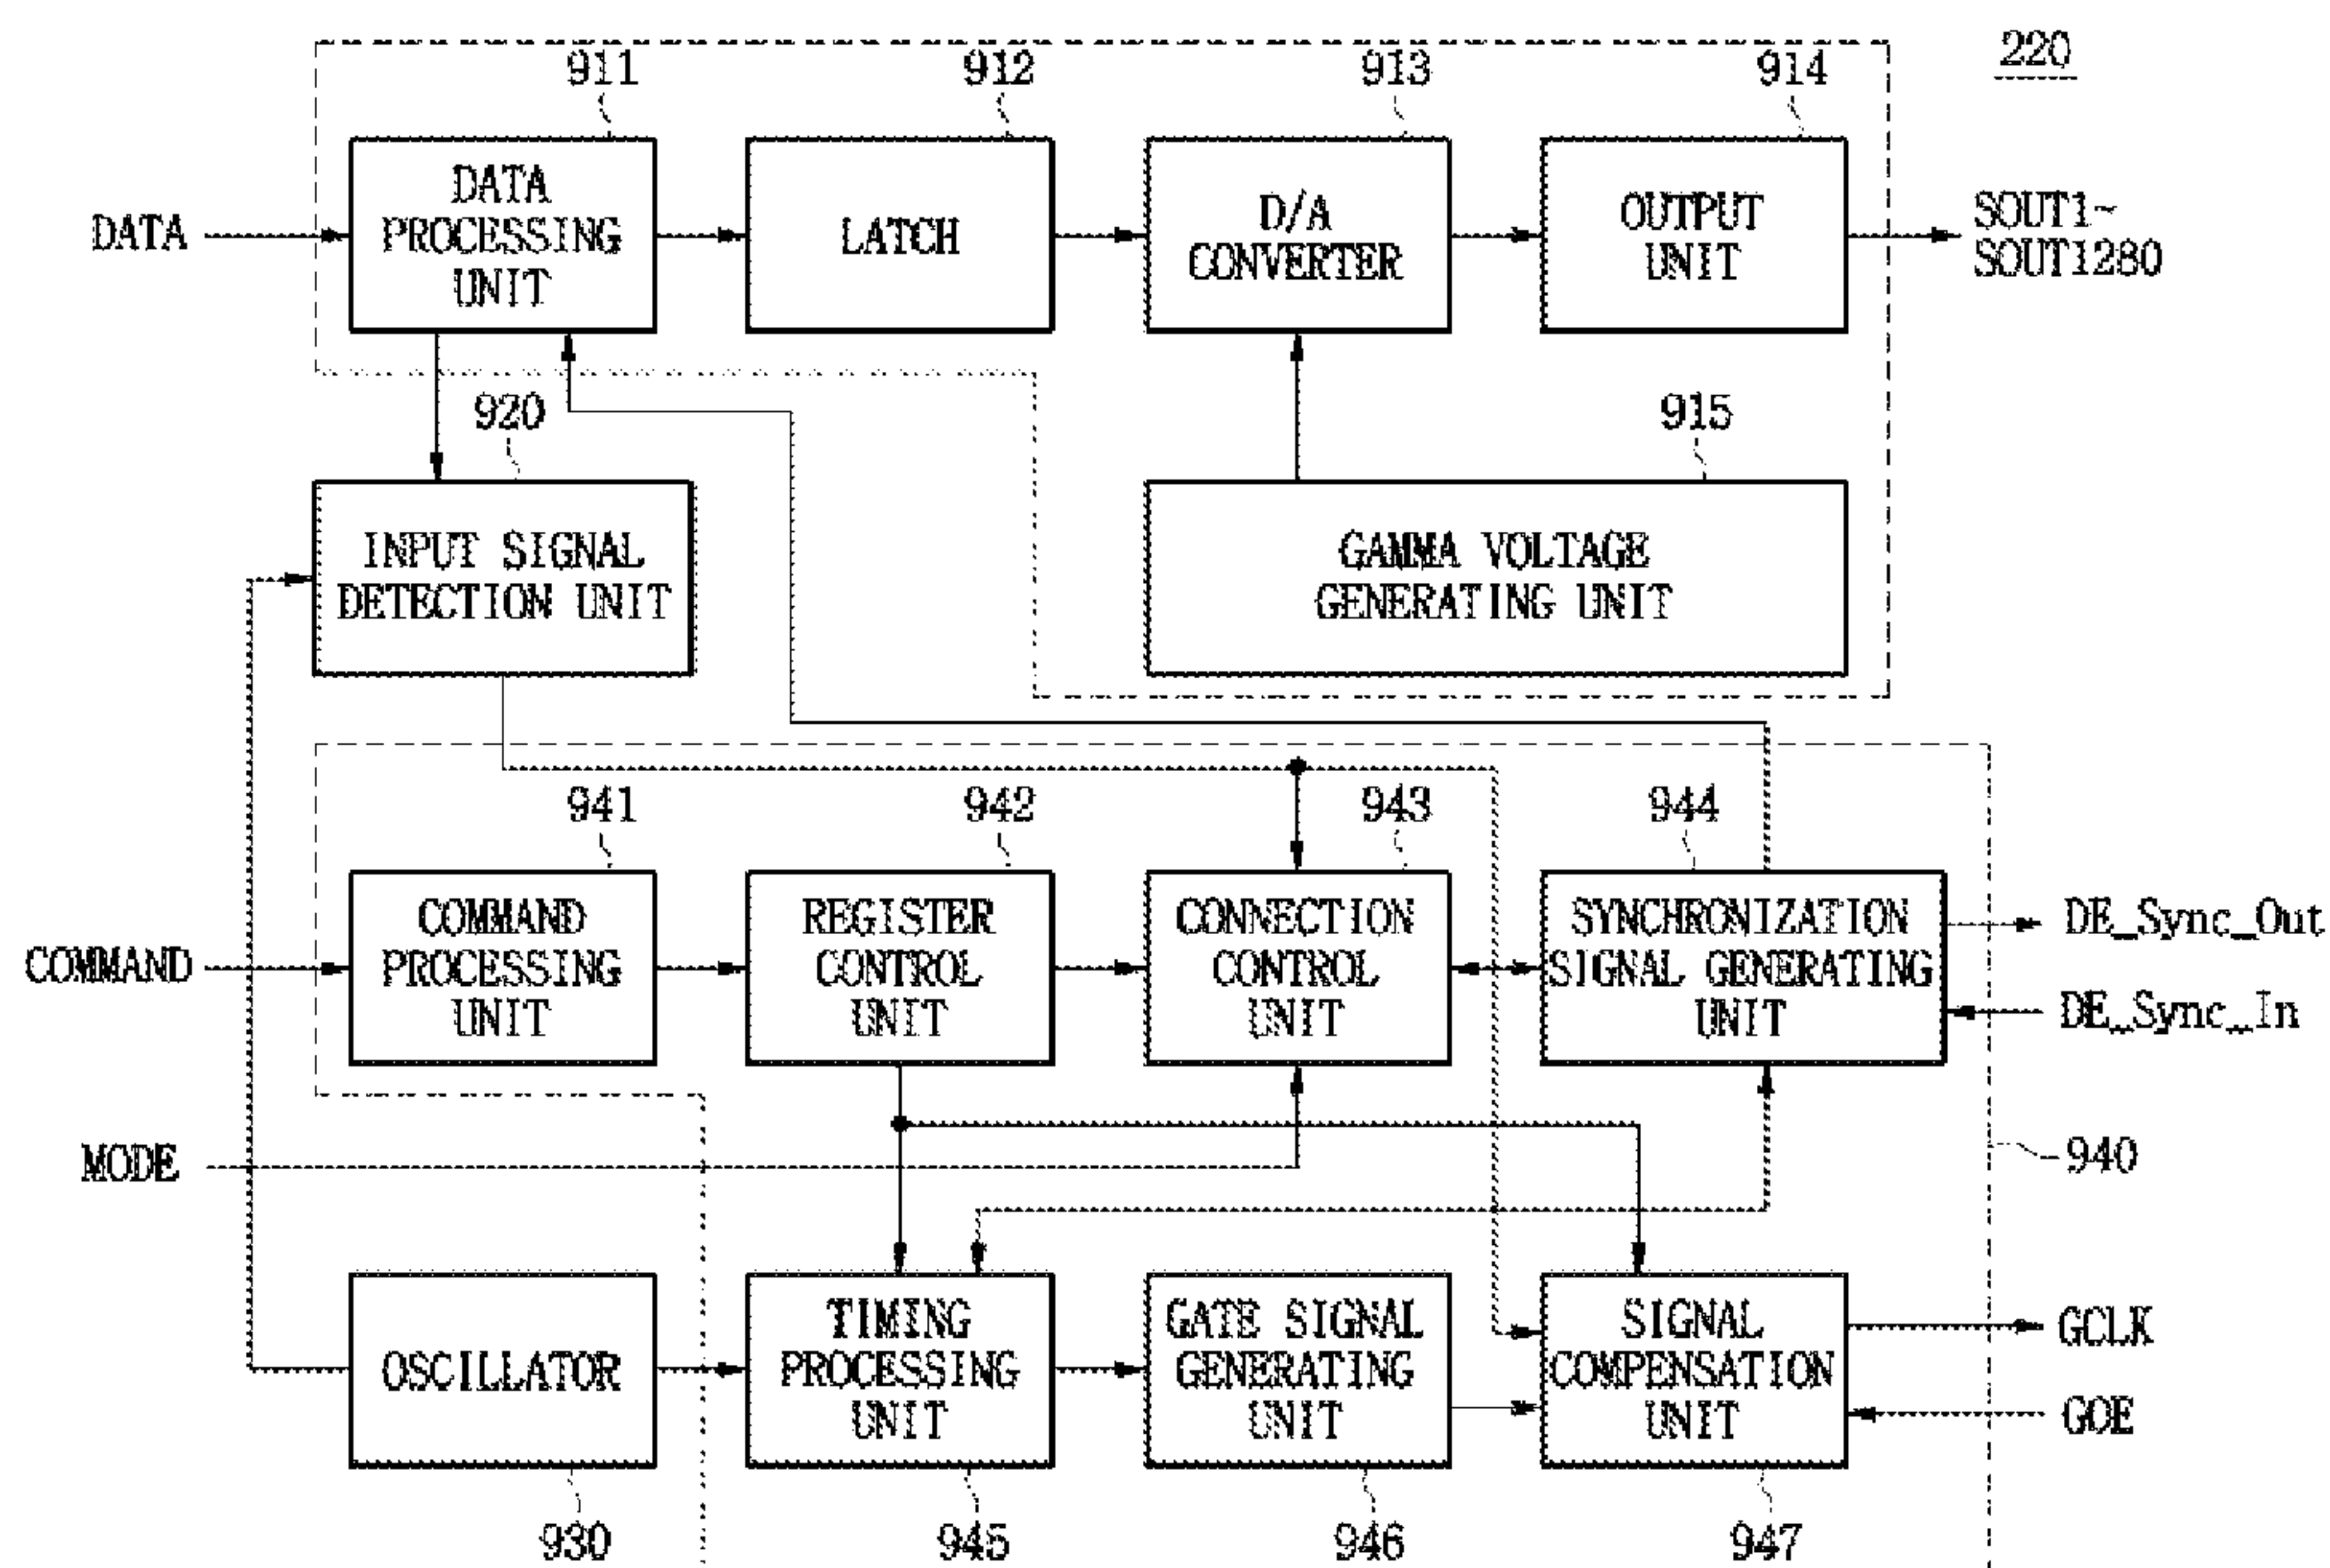 220
911
912
913
914
DATA
DATA
PROCESSING
UNIT
LATCH
D/A
CONVERTER
OUTPUT
UNIT
SOUT1~
SOUT1280
920
915
INPUT SIGNAL
DETECTION UNIT
GAMMA VOLTAGE
GENERATING UNIT
941
942
943
944
COMMAND
COMMAND
PROCESSING
UNIT
REGISTER
CONTROL
UNIT
CONNECTION
CONTROL
UNIT
SYNCHRONIZATION
SIGNAL GENERATING
UNIT
DE_Sync_Out
DE_Sync_In
MODE
940
OSCILLATOR
TIMING
PROCESSING
UNIT
GATE SIGNAL
GENERATING
UNIT
SIGNAL
COMPENSATION
UNIT
GCLK
GOE
930
945
946
947